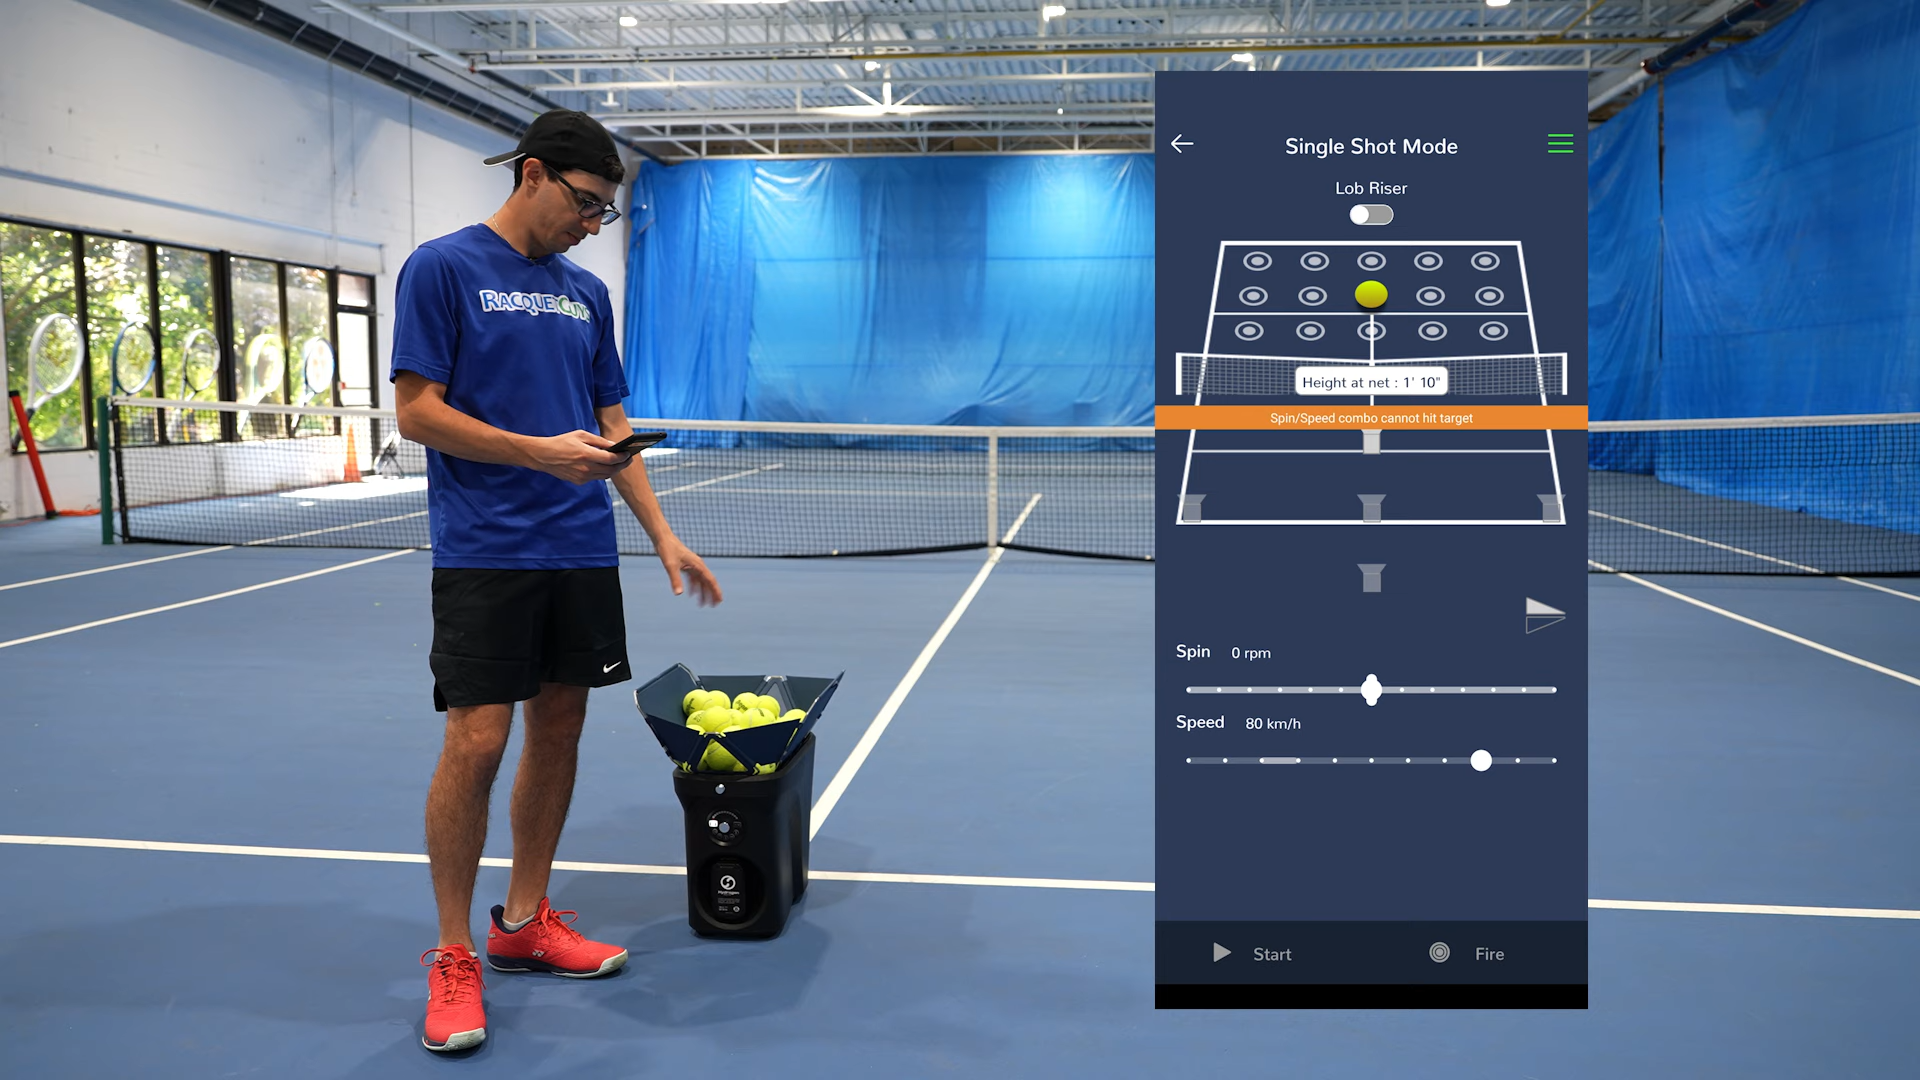 RACQUETGUYS
Single Shot Mode
Lob Riser
Height at net : 1' 10"
Spin/Speed combo cannot hit target
Spin 0 rpm
Speed 80 km/h
Start
Fire
Hydrogen